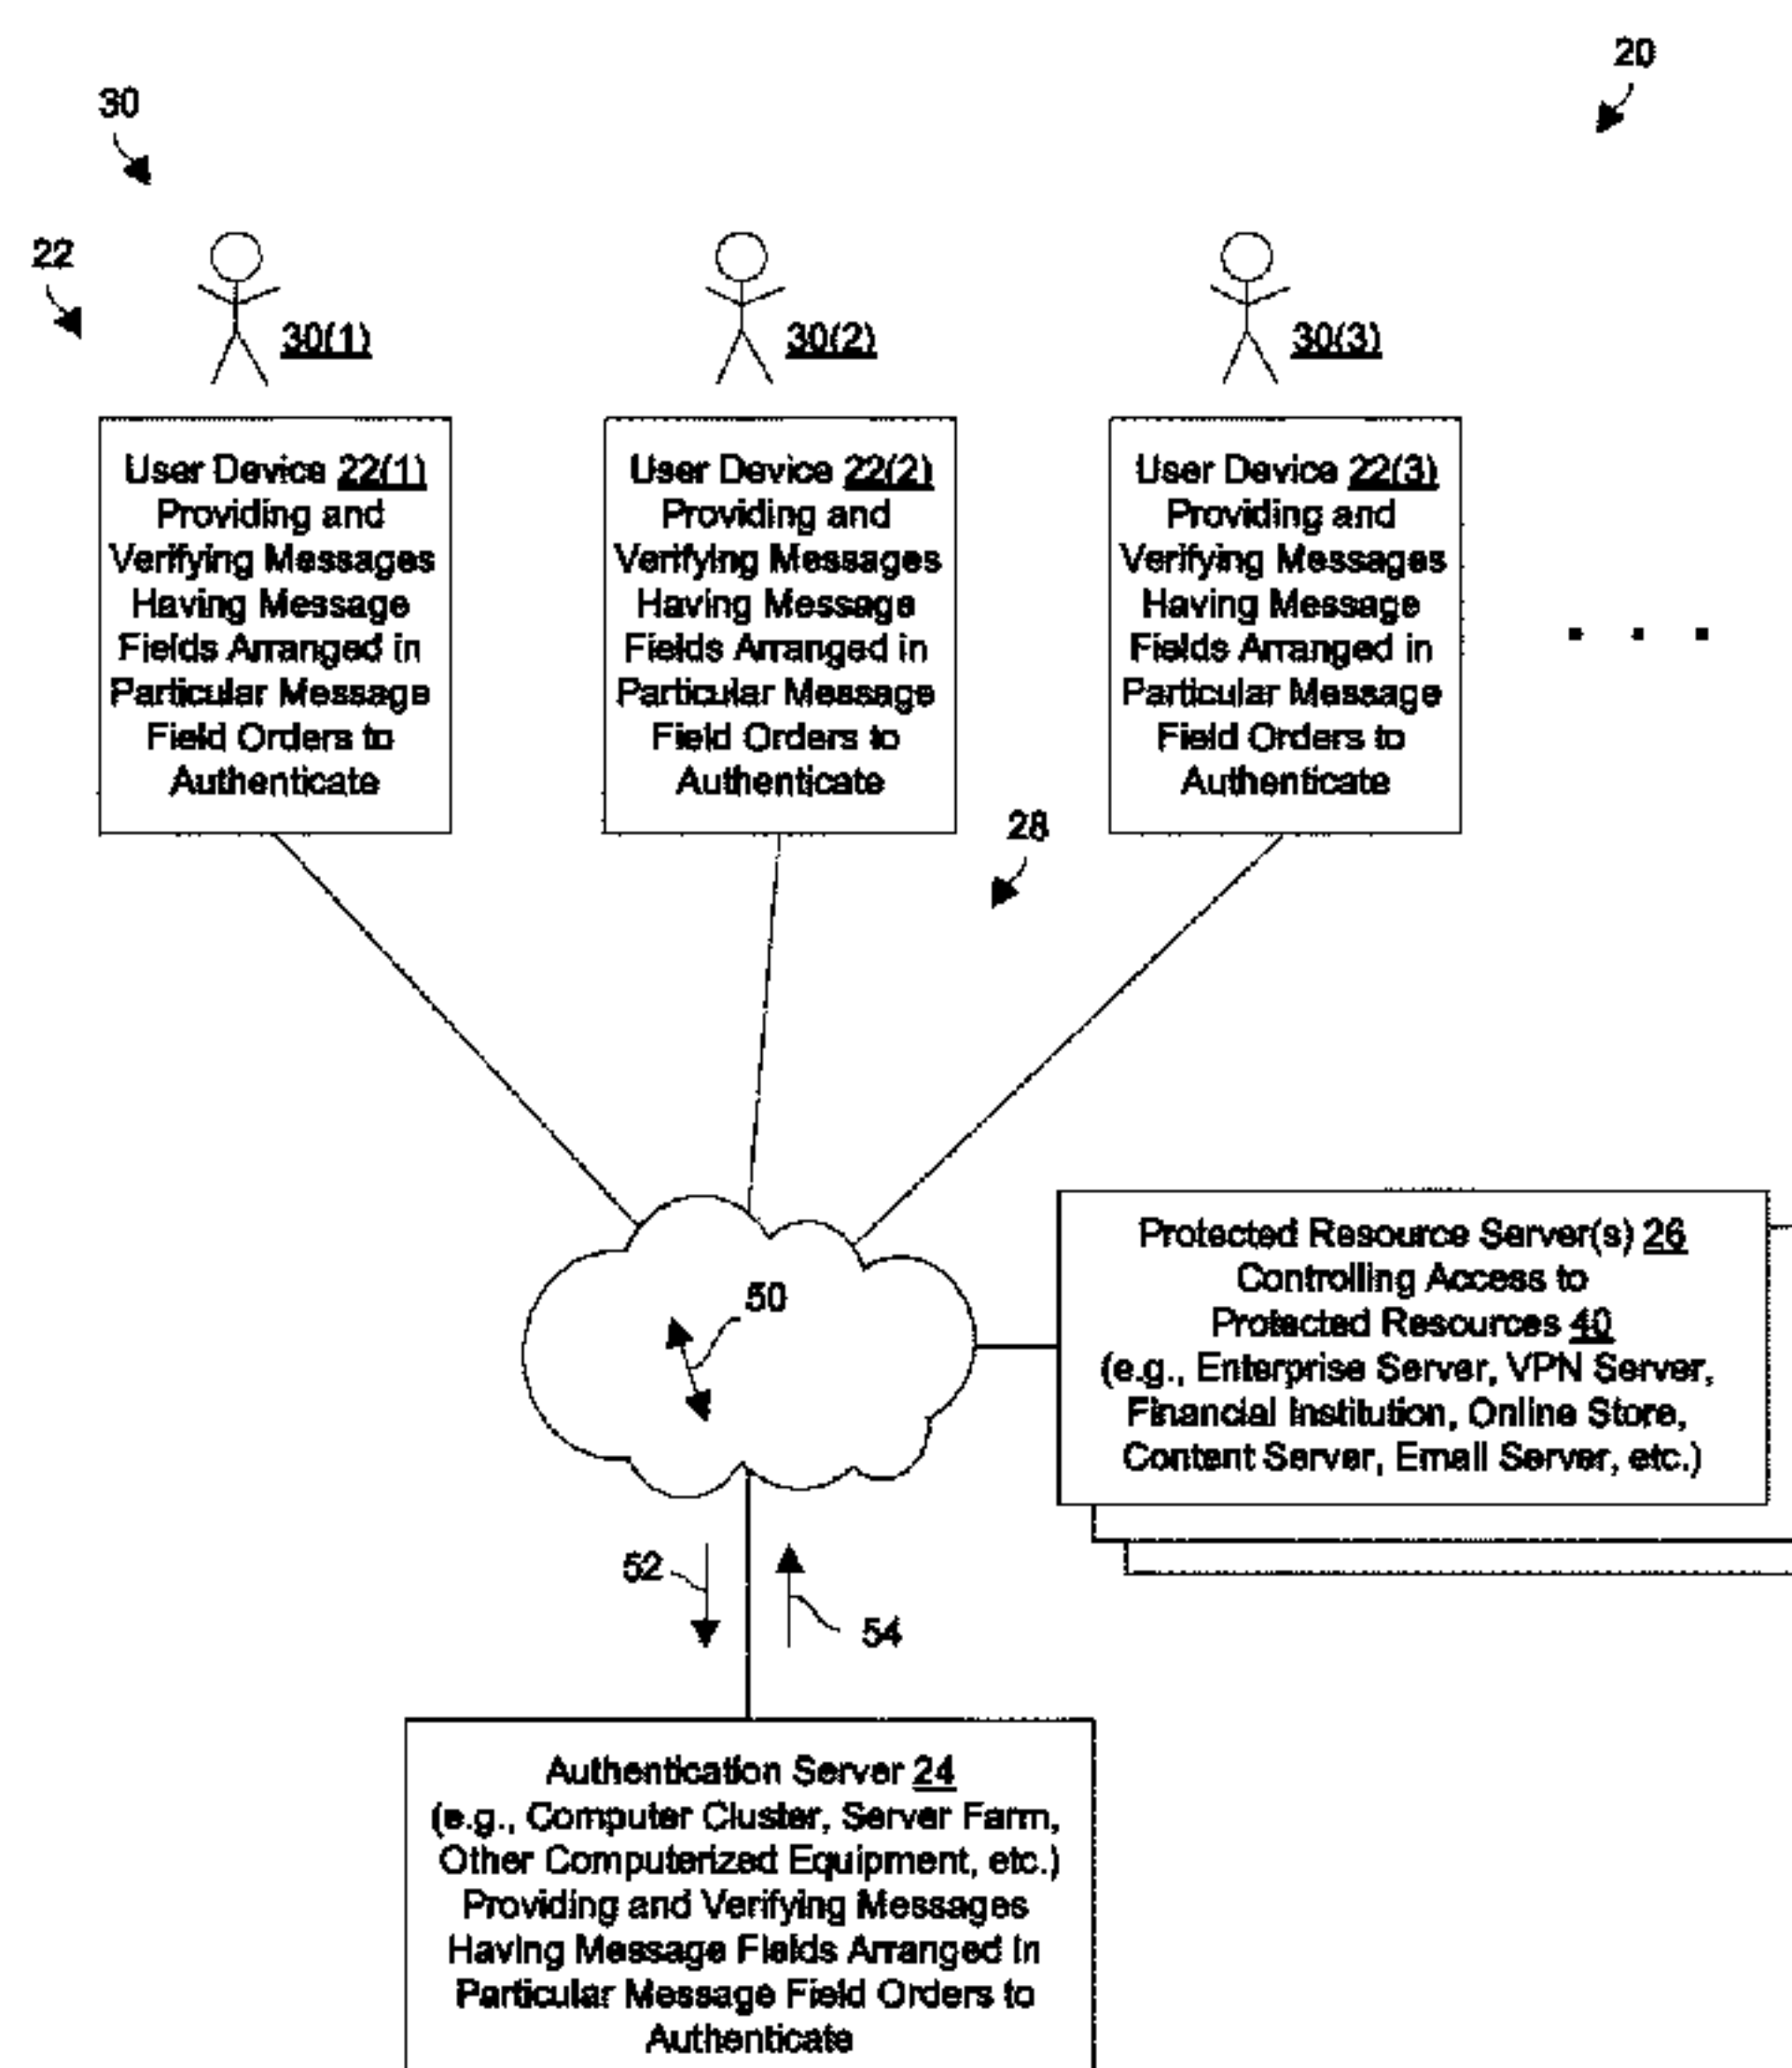 20
30
22
30(1)
30(2)
30(3)
User Device 22(1)
Providing and
Verifying Messages
Having Message
Fields Arranged in
Particular Message
Field Orders to
Authenticate
User Device 22(2)
Providing and
Verifying Messages
Having Message
Fields Arranged in
Particular Message
Field Orders to
Authenticate
User Device 22(3)
Providing and
Verifying Messages
Having Message
Fields Arranged in
Particular Message
Field Orders to
Authenticate
. . .
28
50
Protected Resource Server(s) 26
Controlling Access to
Protected Resources 40
(e.g., Enterprise Server, VPN Server,
Financial Institution, Online Store,
Content Server, Email Server, etc.)
52
54
Authentication Server 24
(e.g., Computer Cluster, Server Farm,
Other Computerized Equipment, etc.)
Providing and Verifying Messages
Having Message Fields Arranged in
Particular Message Field Orders to
Authenticate